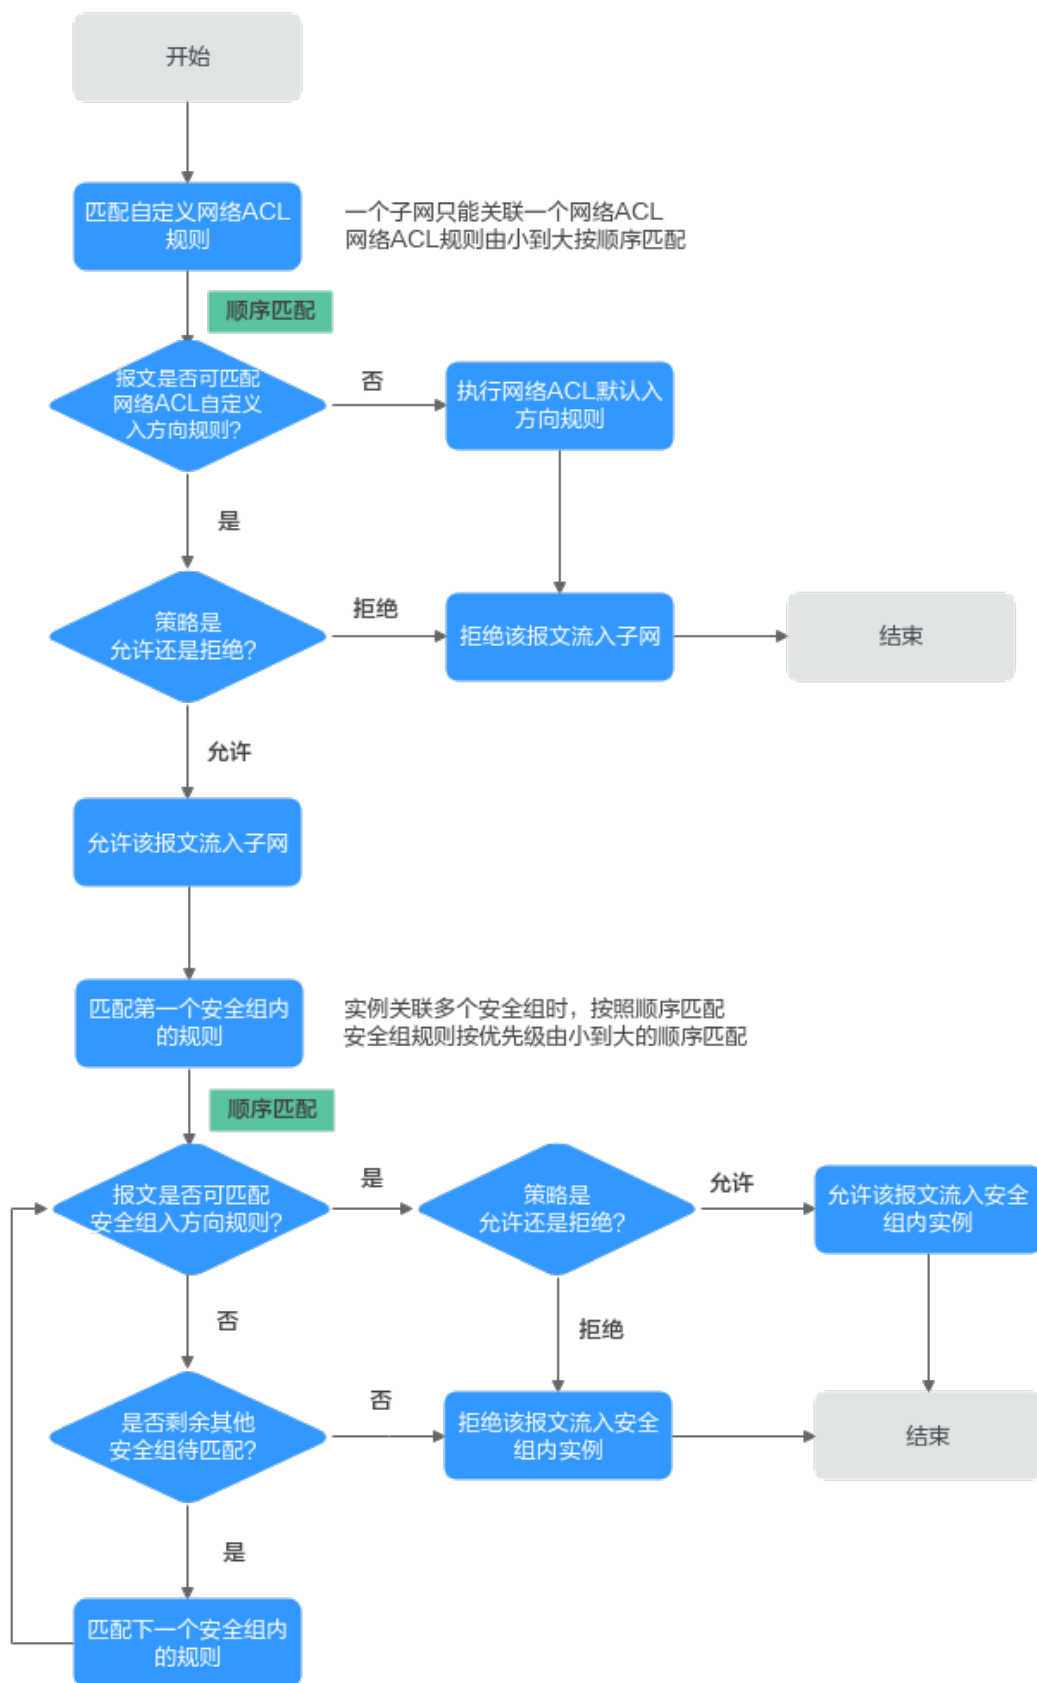 开始
匹配自定义网络ACL
规则
一个子网只能关联一个网络ACL
网络ACL规则由小到大按顺序匹配
顺序匹配
报文是否可匹配
网络ACL自定义
入方向规则?
否
执行网络ACL默认入
方向规则
是
策略是
允许还是拒绝?
拒绝
拒绝该报文流入子网
结束
允许
允许该报文流入子网
匹配第一个安全组内
的规则
实例关联多个安全组时，按照顺序匹配
安全组规则按优先级由小到大的顺序匹配
顺序匹配
报文是否可匹配
安全组入方向规则?
是
策略是
允许还是拒绝?
允许
允许该报文流入安全
组内实例
否
拒绝
是否剩余其他
安全组待匹配?
否
拒绝该报文流入安全
组内实例
结束
是
匹配下一个安全组内
的规则